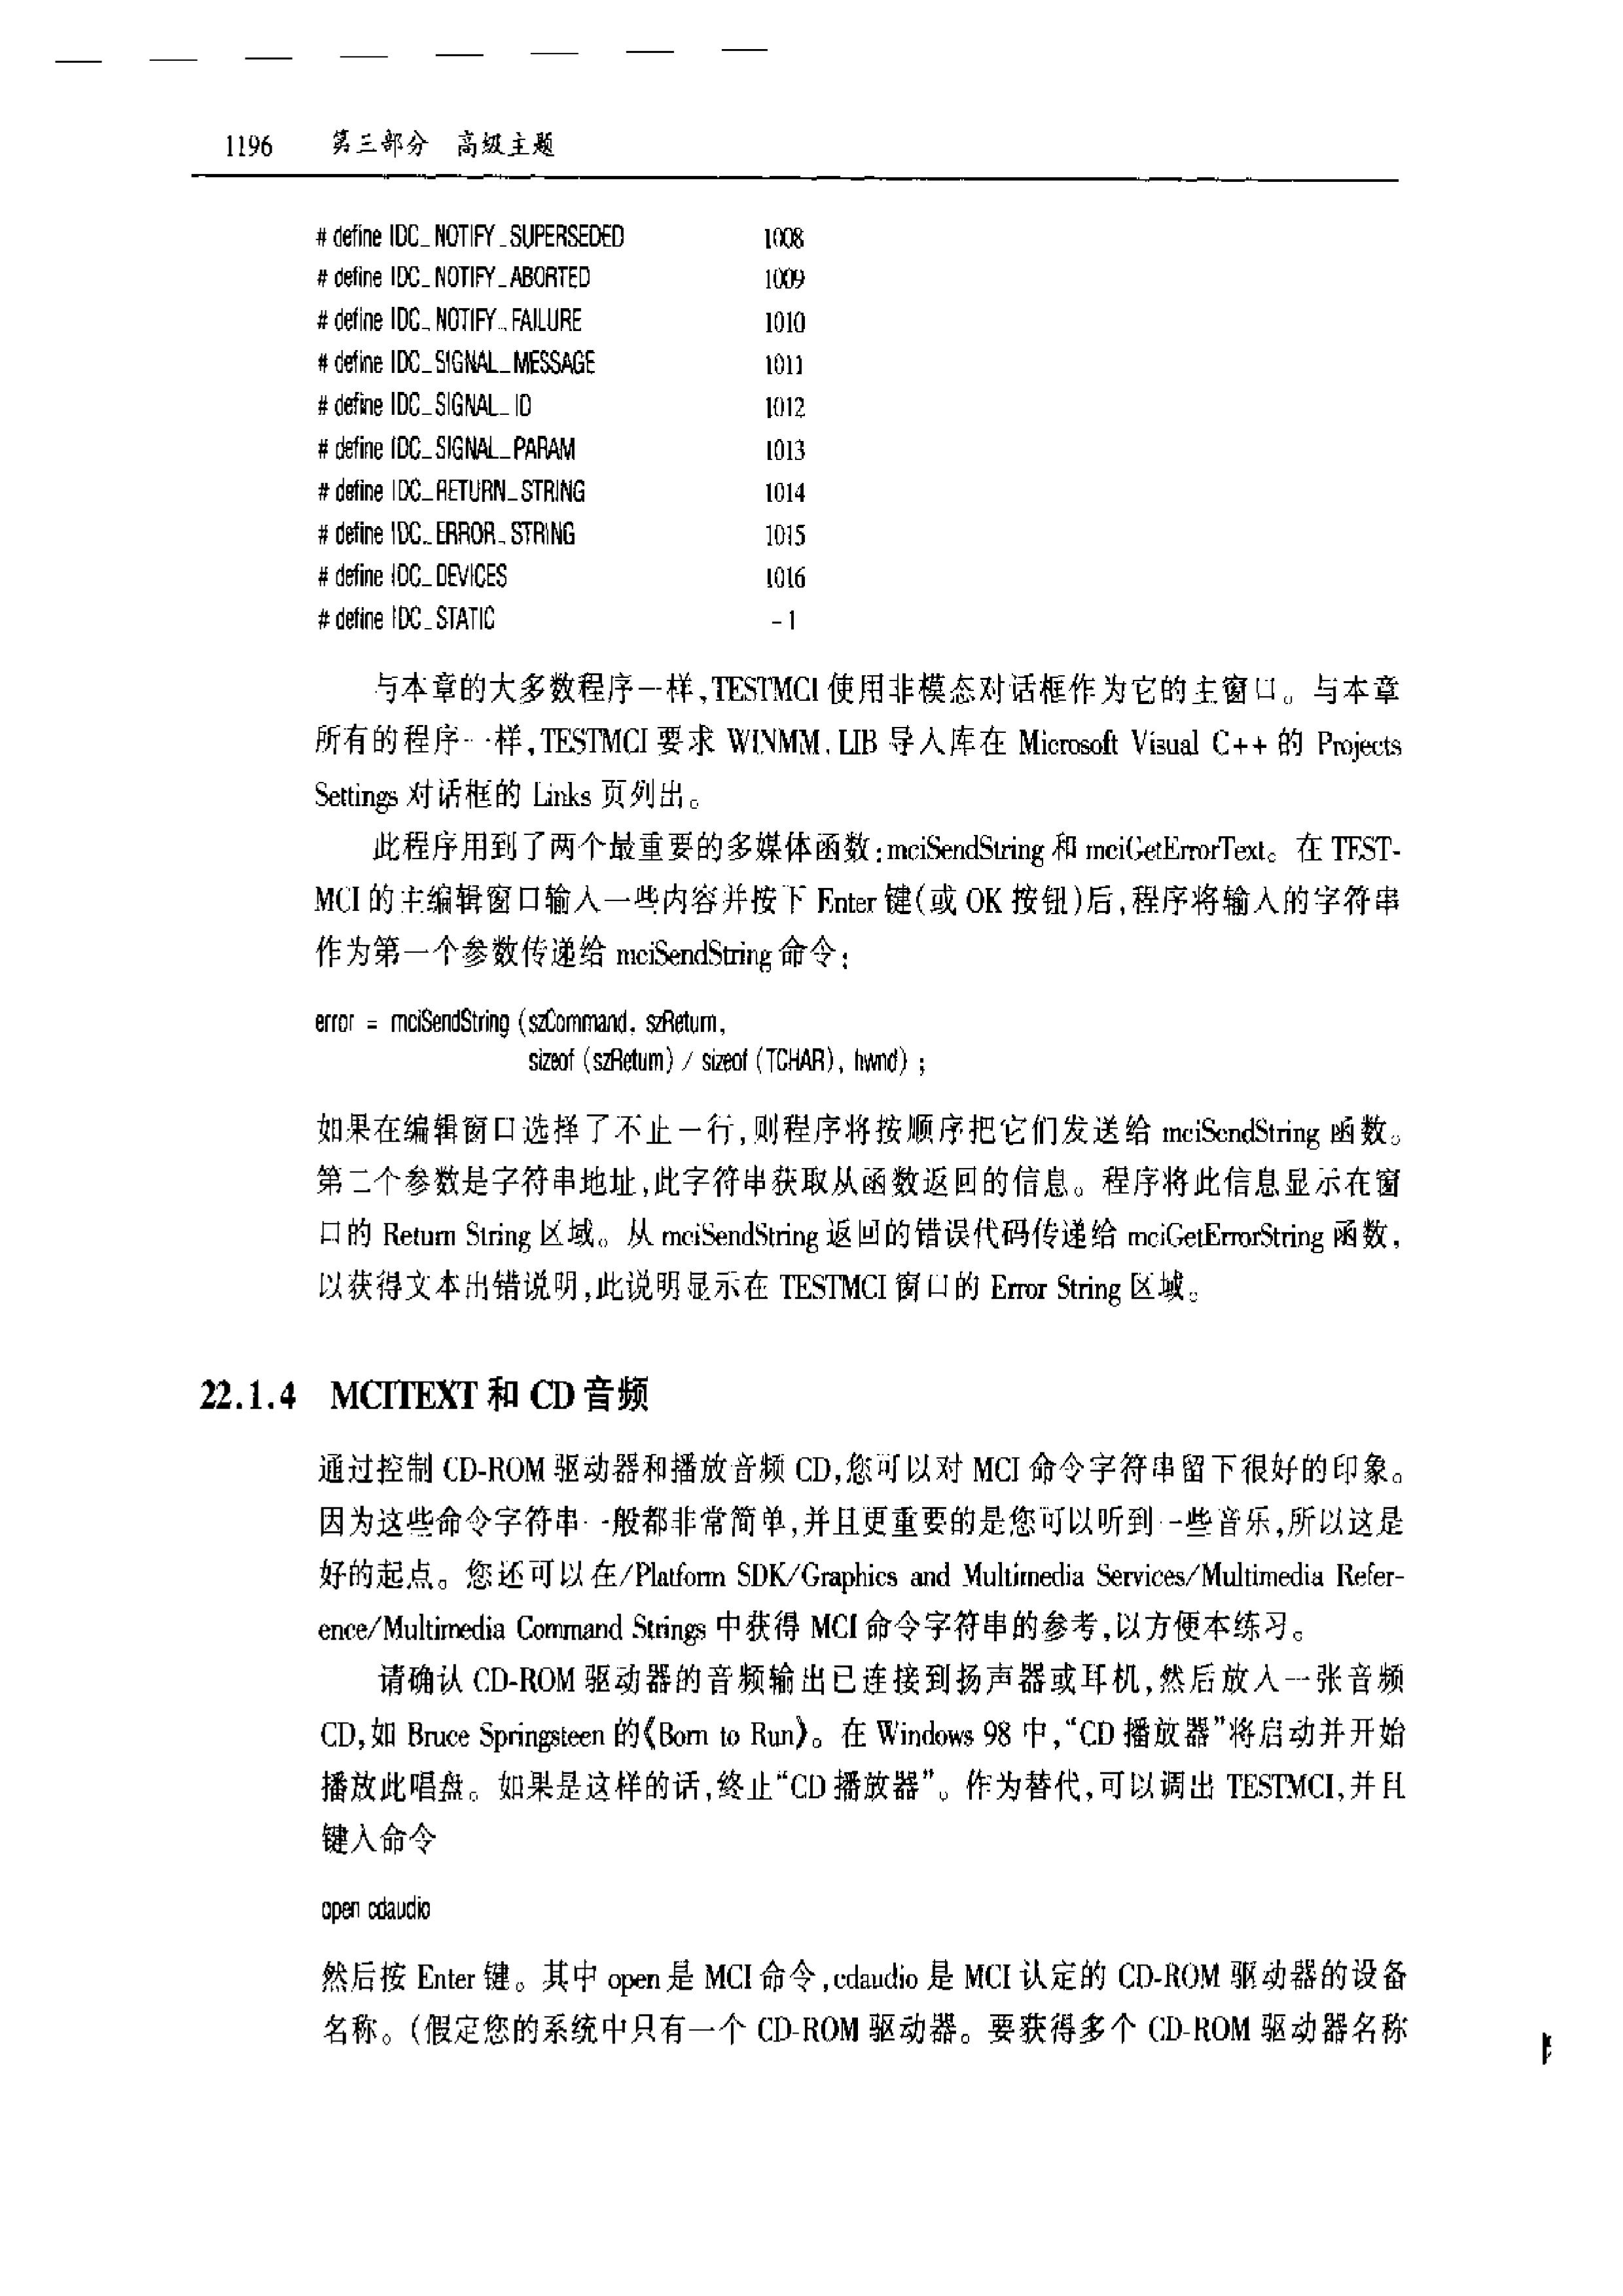 1196 第三部分 高级主题
# define IDC_NOTIFY_SUPERSEDED 1008
# define IDC_NOTIFY_ABORTED 1009
# define IDC_NOTIFY_FAILURE 1010
# define IDC_SIGNAL_MESSAGE 1011
# define IDC_SIGNAL_ID 1012
# define IDC_SIGNAL_PARAM 1013
# define IDC_RETURN_STRING 1014
# define IDC_ERROR_STRING 1015
# define IDC_DEVICES 1016
# define IDC_STATIC -1
与本章的大多数程序一样,TESTMCI 使用非模态对话框作为它的主窗口。与本章
所有的程序一样,TESTMCI 要求 WINMM.LIB 导入库在 Microsoft Visual C++ 的 Projects
Settings 对话框的 Links 页列出。
此程序用到了两个最重要的多媒体函数:mciSendString 和 mciGetErrorText。在 TEST-
MCI 的主编辑窗口输入一些内容并按下 Enter 键(或 OK 按钮)后,程序将输入的字符串
作为第一个参数传递给 mciSendString 命令:
error = mciSendString (szCommand, szReturn,
sizeof (szReturn) / sizeof (TCHAR), hwnd) ;
如果在编辑窗口选择了不止一行,则程序将按顺序把它们发送给 mciSendString 函数。
第二个参数是字符串地址,此字符串获取从函数返回的信息。程序将此信息显示在窗
口的 Return String 区域。从 mciSendString 返回的错误代码传递给 mciGetErrorString 函数,
以获得文本出错说明,此说明显示在 TESTMCI 窗口的 Error String 区域。
22.1.4 MCITEXT 和 CD 音频
通过控制 CD-ROM 驱动器和播放音频 CD,您可以对 MCI 命令字符串留下很好的印象。
因为这些命令字符串一般都非常简单,并且更重要的是您可以听到一些音乐,所以这是
好的起点。您还可以在/Platform SDK/Graphics and Multimedia Services/Multimedia Refer-
ence/Multimedia Command Strings 中获得 MCI 命令字符串的参考,以方便本练习。
请确认 CD-ROM 驱动器的音频输出已连接到扬声器或耳机,然后放入一张音频
CD,如 Bruce Springsteen 的《Born to Run》。在 Windows 98 中,“CD 播放器”将启动并开始
播放此唱盘。如果是这样的话,终止“CD 播放器”。作为替代,可以调出 TESTMCI,并且
键入命令
open cdaudio
然后按 Enter 键。其中 open 是 MCI 命令,cdaudio 是 MCI 认定的 CD-ROM 驱动器的设备
名称。(假定您的系统中只有一个 CD-ROM 驱动器。要获得多个 CD-ROM 驱动器名称